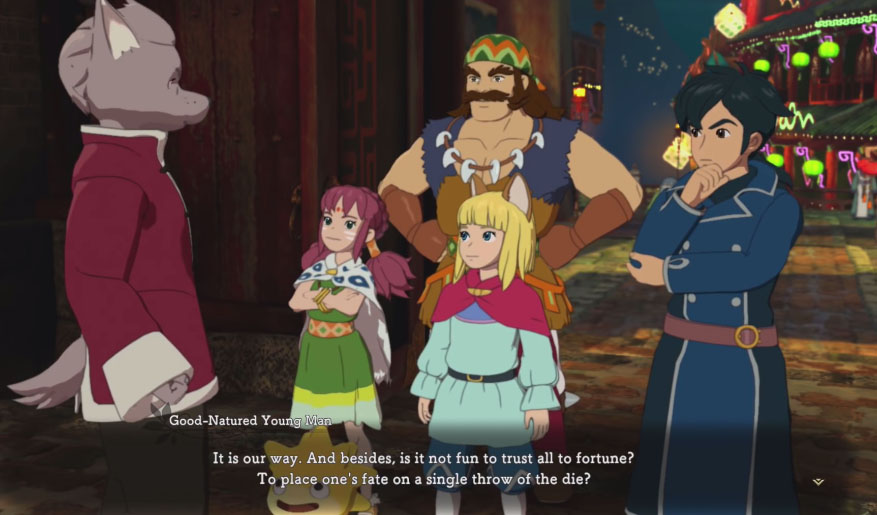 Good-Natured Young Man
It is our way. And besides, is it not fun to trust all to fortune?
To place one's fate on a single throw of the die?